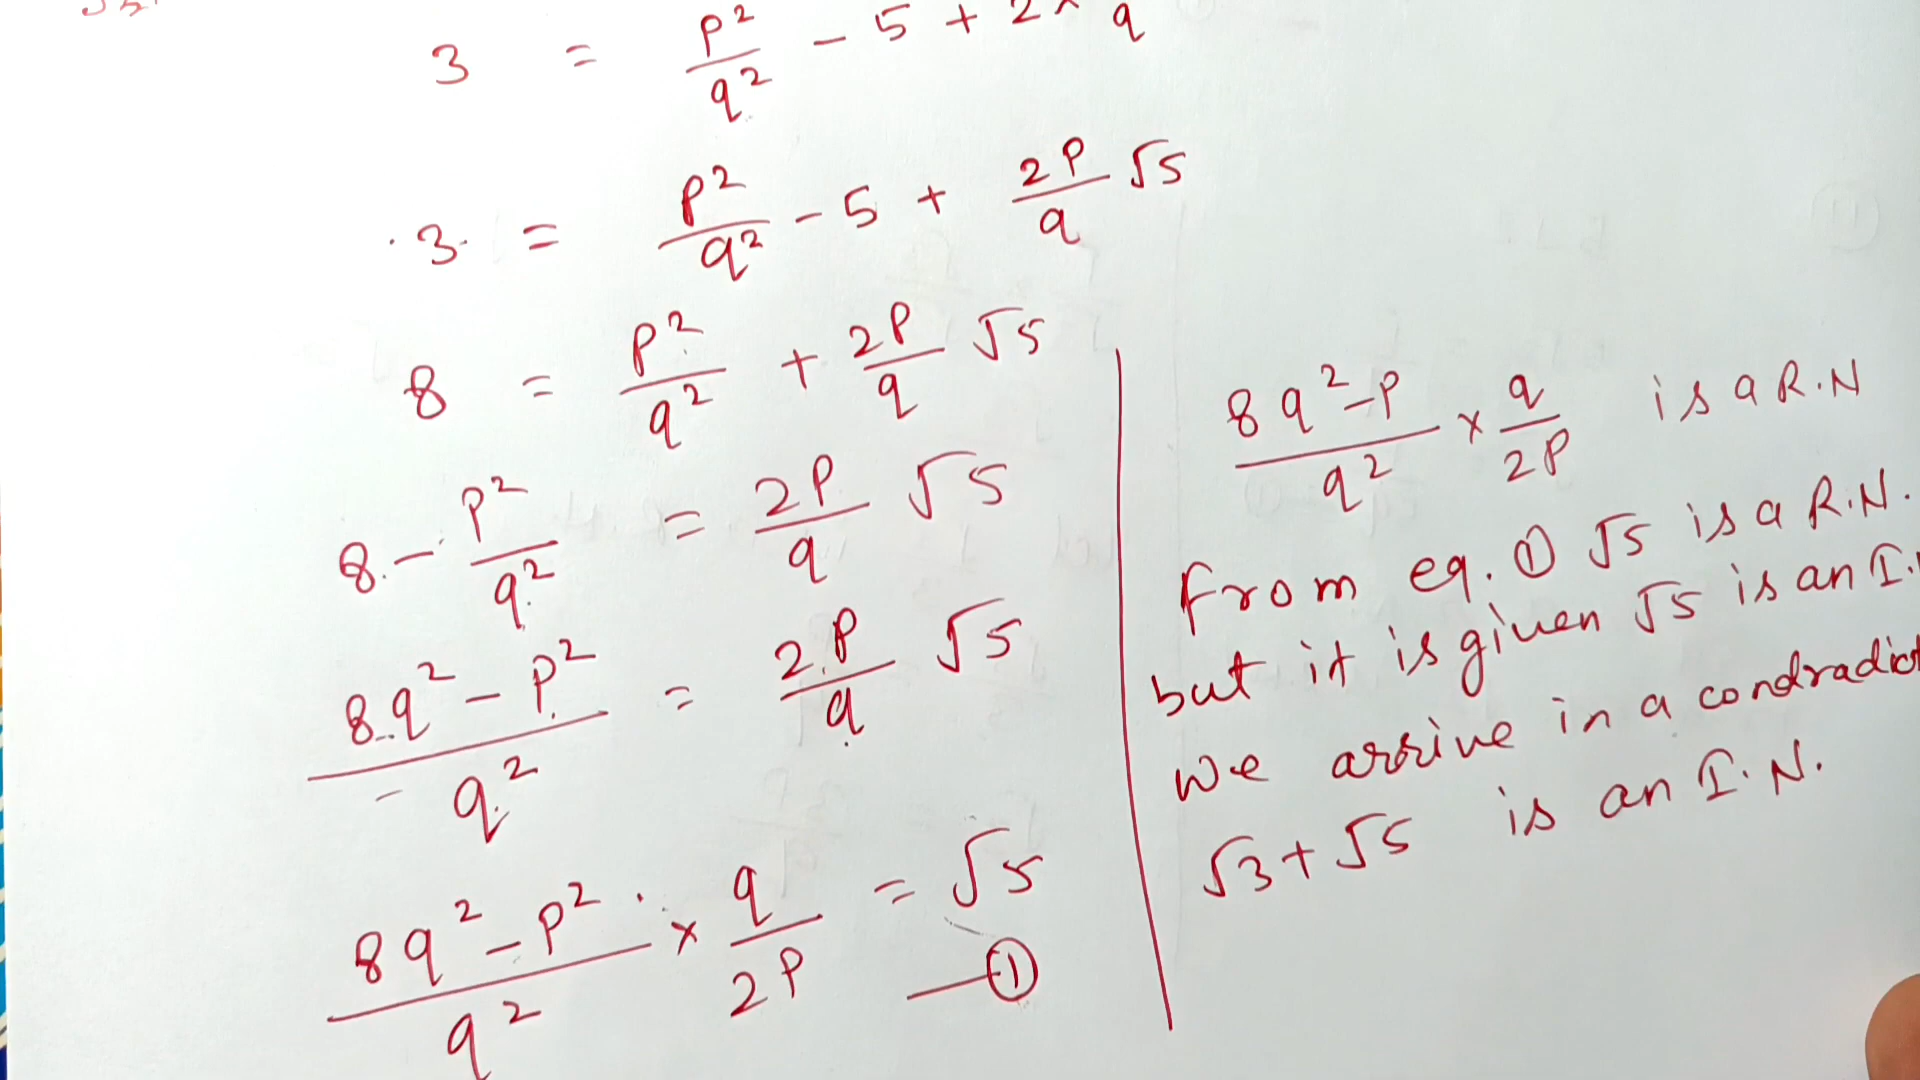 3 = p²/q² - 5 + 2 × q
3 = p²/q² - 5 + 2p/q √5
8 = p²/q² + 2p/q √5
8 - p²/q² = 2p/q √5
8q² - p²/q² = 2p/q √5
8q² - p²/q² × q/2p = √5 —①
8q² - p/q² × q/2p is a R.N
from eq. ① √5 is a R.N.
but it is given √5 is an I.
we arrive in a condradict
√3 + √5 is an I.N.